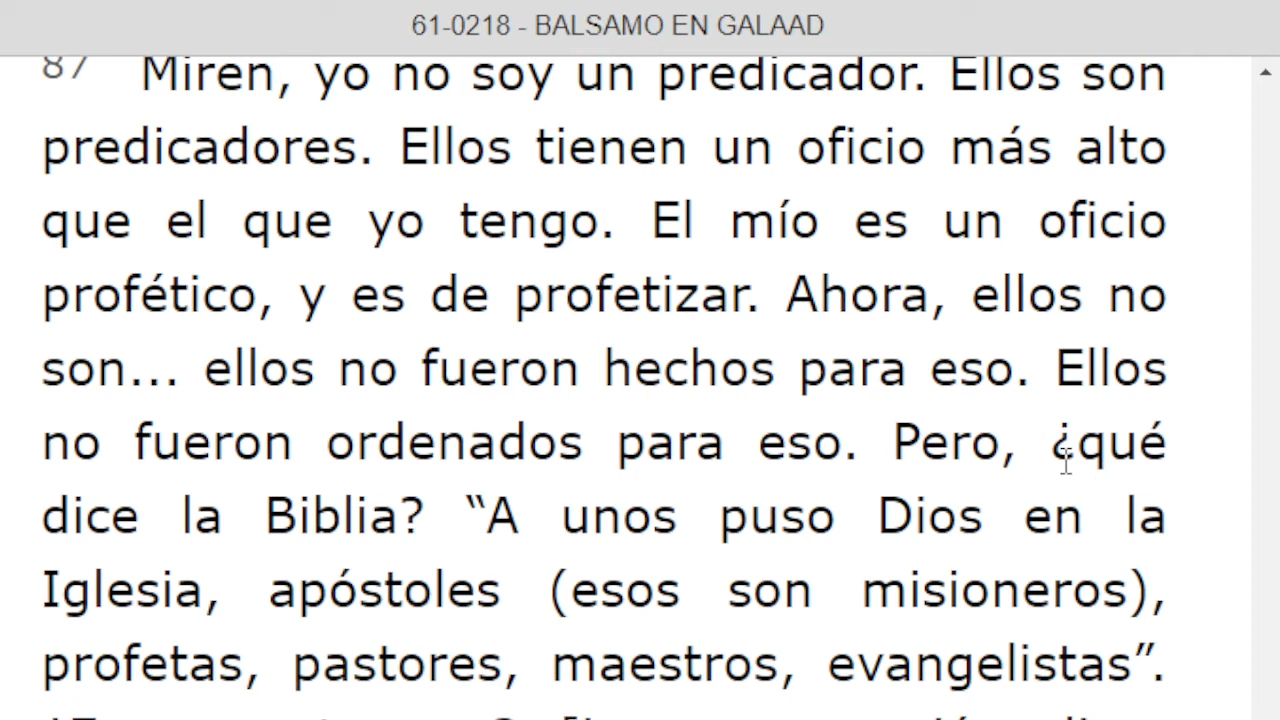 61-0218 - BALSAMO EN GALAAD
87 Miren, yo no soy un predicador. Ellos son
predicadores. Ellos tienen un oficio más alto
que el que yo tengo. El mío es un oficio
profético, y es de profetizar. Ahora, ellos no
son... ellos no fueron hechos para eso. Ellos
no fueron ordenados para eso. Pero, ¿qué
dice la Biblia? “A unos puso Dios en la
Iglesia, apóstoles (esos son misioneros),
profetas, pastores, maestros, evangelistas”.